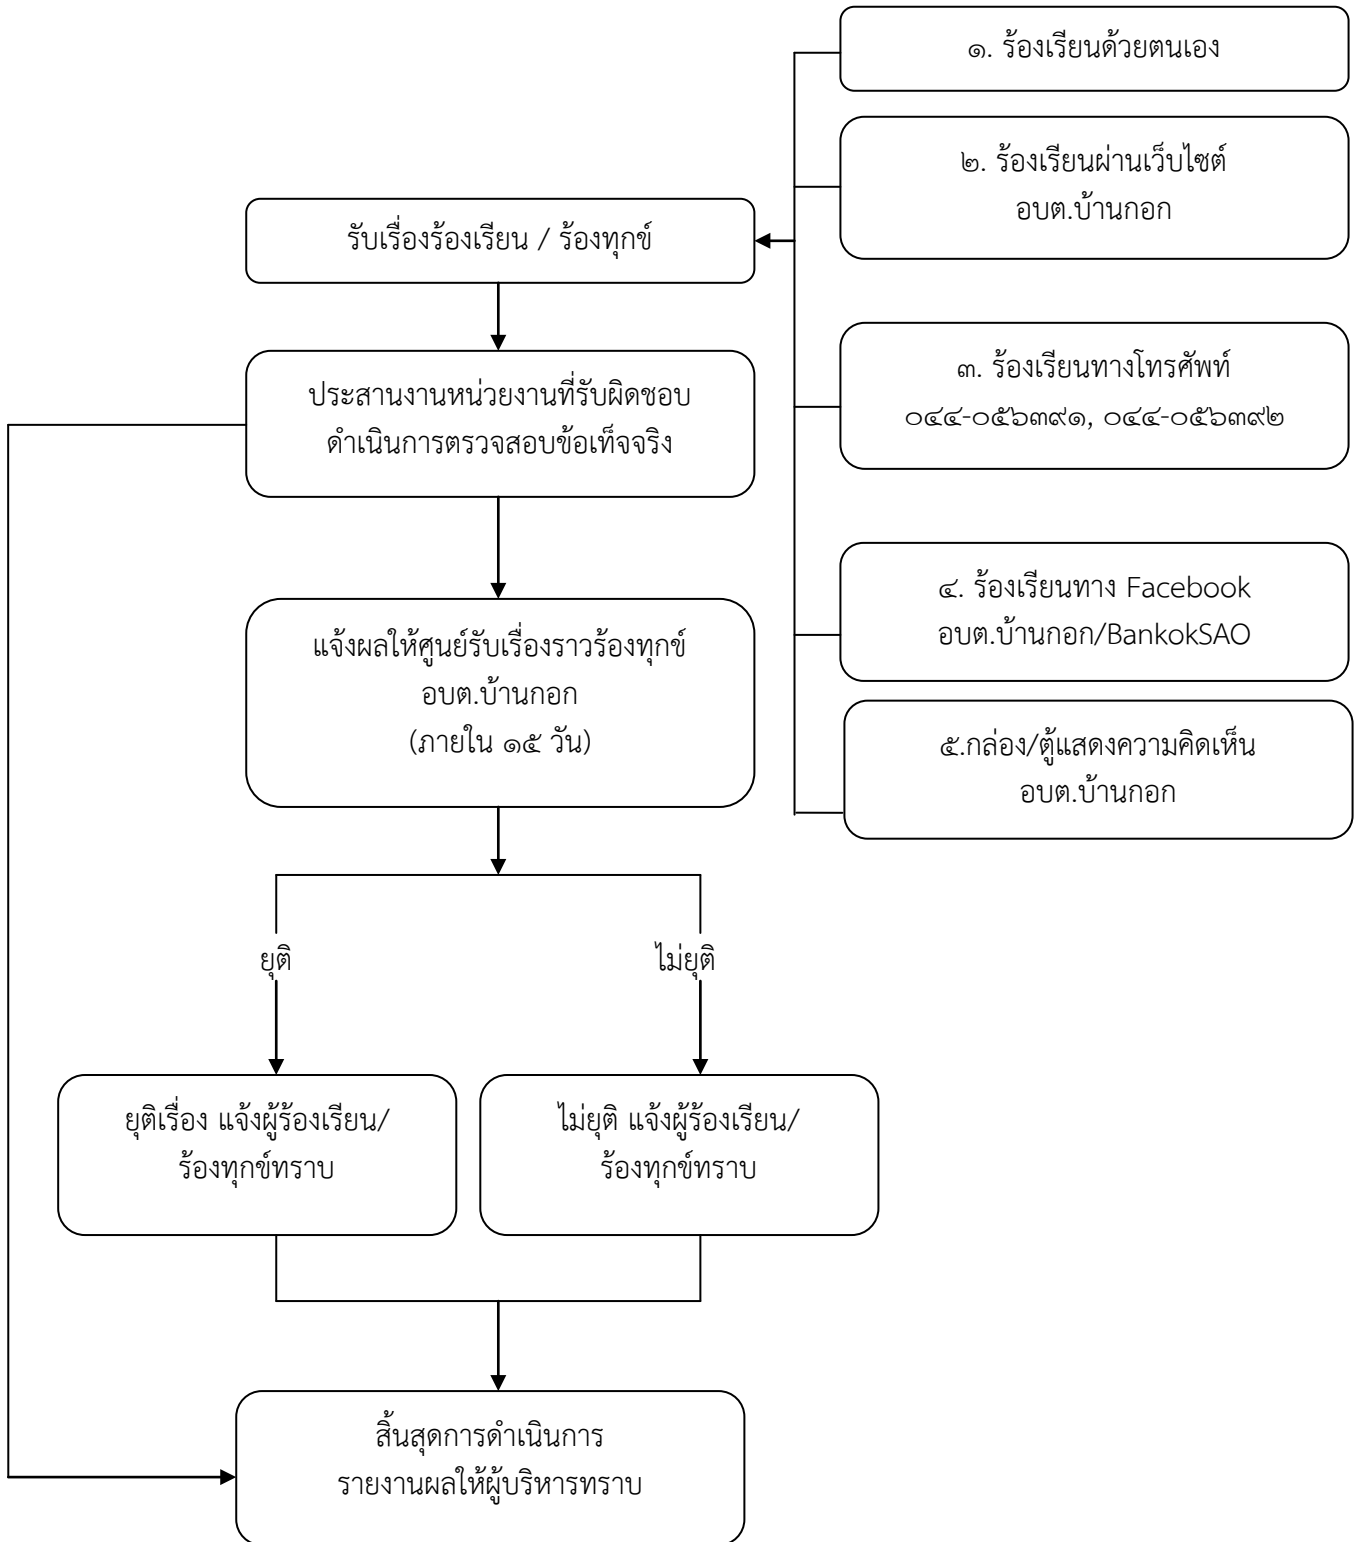 ๑. ร้องเรียนด้วยตนเอง
๒. ร้องเรียนผ่านเว็บไซต์
อบต.บ้านกอก
รับเรื่องร้องเรียน / ร้องทุกข์
๓. ร้องเรียนทางโทรศัพท์
๐๔๔-๐๕๖๓๙๑, ๐๔๔-๐๕๖๓๙๒
ประสานงานหน่วยงานที่รับผิดชอบ
ดำเนินการตรวจสอบข้อเท็จจริง
๔. ร้องเรียนทาง Facebook
อบต.บ้านกอก/BankokSAO
แจ้งผลให้ศูนย์รับเรื่องราวร้องทุกข์
อบต.บ้านกอก
(ภายใน ๑๕ วัน)
๕.กล่อง/ตู้แสดงความคิดเห็น
อบต.บ้านกอก
ยุติ
ไม่ยุติ
ยุติเรื่อง แจ้งผู้ร้องเรียน/
ร้องทุกข์ทราบ
ไม่ยุติ แจ้งผู้ร้องเรียน/
ร้องทุกข์ทราบ
สิ้นสุดการดำเนินการ
รายงานผลให้ผู้บริหารทราบ